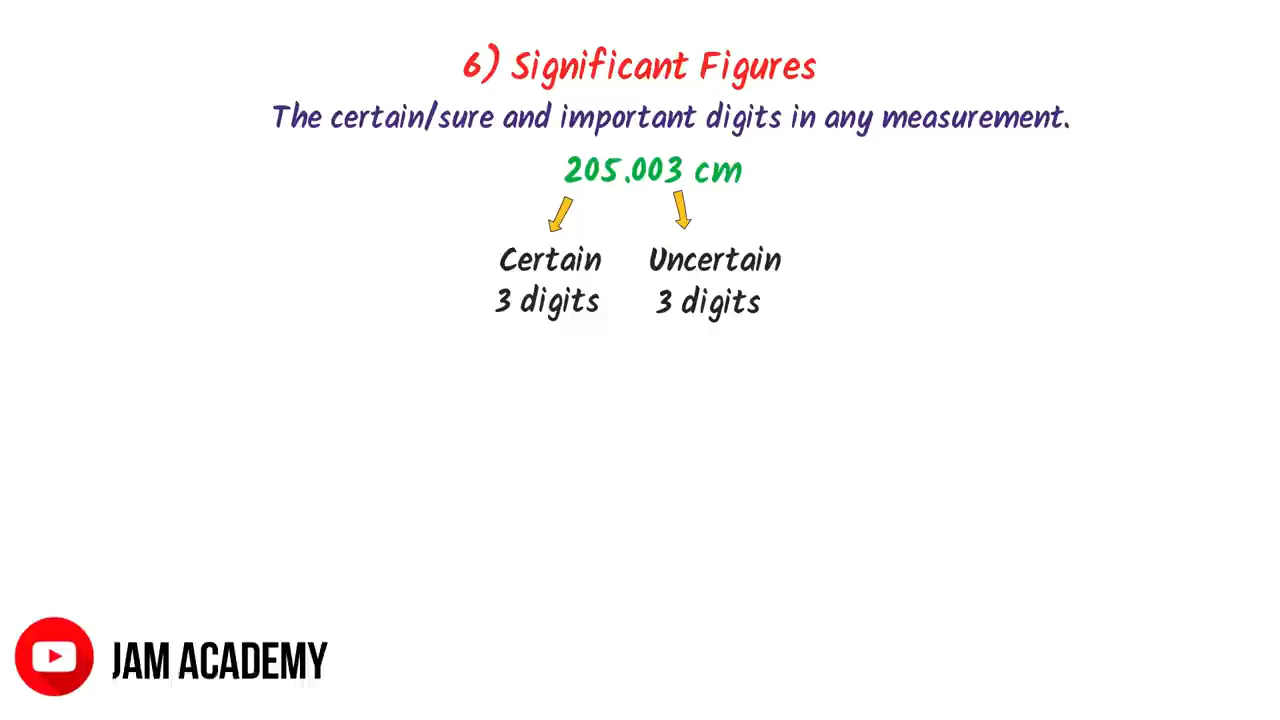 6) Significant Figures
The certain/sure and important digits in any measurement.
205.003 cm
Certain Uncertain
3 digits 3 digits
JAM ACADEMY